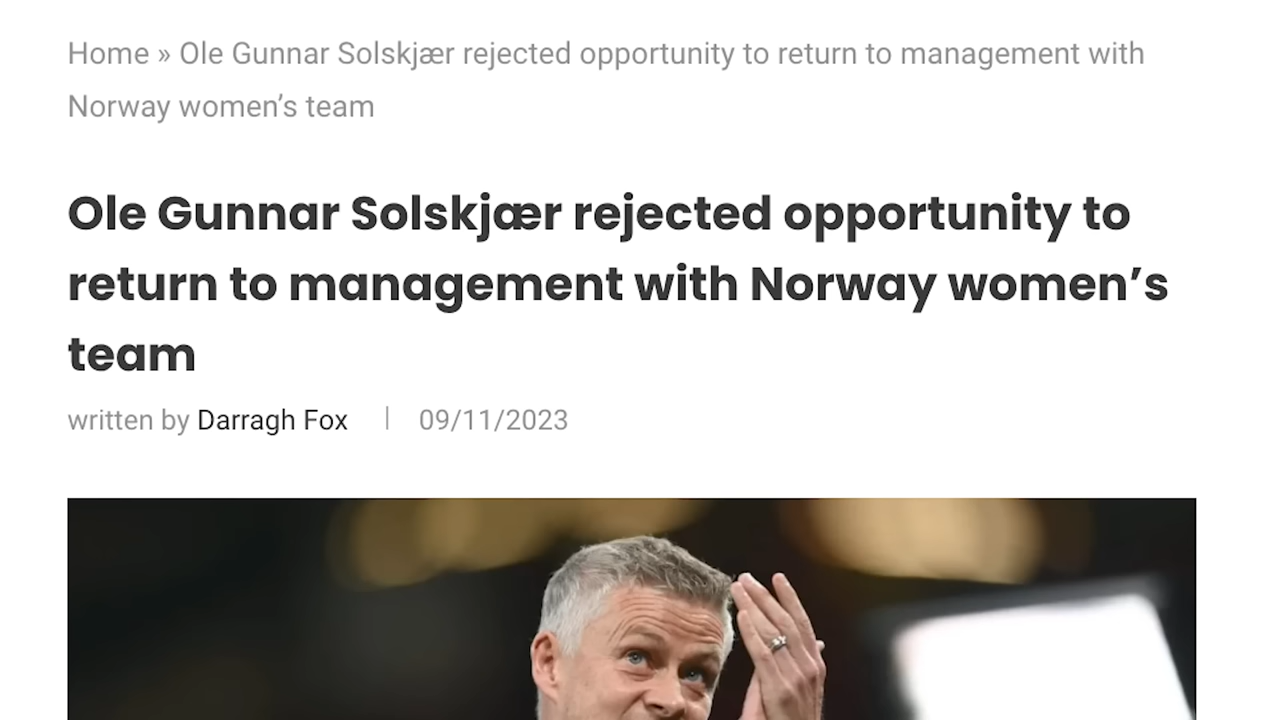 Home » Ole Gunnar Solskjær rejected opportunity to return to management with
Norway women’s team
Ole Gunnar Solskjær rejected opportunity to
return to management with Norway women’s
team
written by Darragh Fox | 09/11/2023